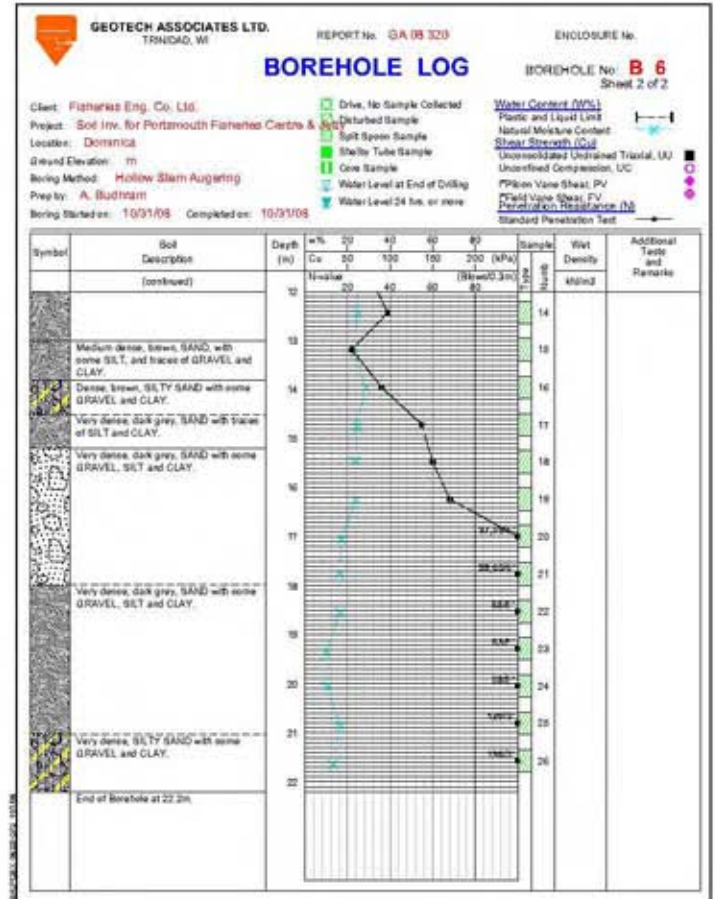 GEOTECH ASSOCIATES LTD.
TRINIDAD, WI
REPORT No. GA 08 320
ENCLOSURE No.
BOREHOLE LOG
BOREHOLE No: B 6
Sheet 2 of 2
Client: Fisheries Eng. Co. Ltd.
Project: Soil Inv. for Portsmouth Fisheries Centre & Jetty
Location: Dominica
Ground Elevation: m
Boring Method: Hollow Stem Augering
Prep by: A. Budhram
Boring Started on: 10/31/08 Completed on: 10/31/08
Drive, No Sample Collected
Disturbed Sample
Split Spoon Sample
Shelby Tube Sample
Core Sample
Water Level at End of Drilling
Water Level 24 hrs. or more
Water Content (W%)
Plastic and Liquid Limit
Natural Moisture Content
Shear Strength (Cu)
Unconsolidated Undrained Triaxial, UU
Unconfined Compression, UC
Pilcon Vane Shear, PV
Field Vane Shear, FV
Penetration Resistance (N)
Standard Penetration Test
Symbol
Soil
Description
(continued)
Depth
(m)
w% 20 40 60 80
Cu 50 100 150 200 (kPa)
N-value (Blows/0.3m)
20 40 60 80
Sample
Type
Numb.
Wet
Density
kN/m3
Additional
Tests
and
Remarks
12
14
13
Medium dense, brown, SAND, with
some SILT, and traces of GRAVEL and
CLAY.
15
Dense, brown, SILTY SAND with some
GRAVEL and CLAY.
14
16
Very dense, dark grey, SAND with traces
of SILT and CLAY.
17
15
Very dense, dark grey, SAND with some
GRAVEL, SILT and CLAY.
18
16
19
17
20
21
18
Very dense, dark grey, SAND with some
GRAVEL, SILT and CLAY.
22
19
23
20
24
21
25
Very dense, SILTY SAND with some
GRAVEL and CLAY.
26
22
End of Borehole at 22.2m.